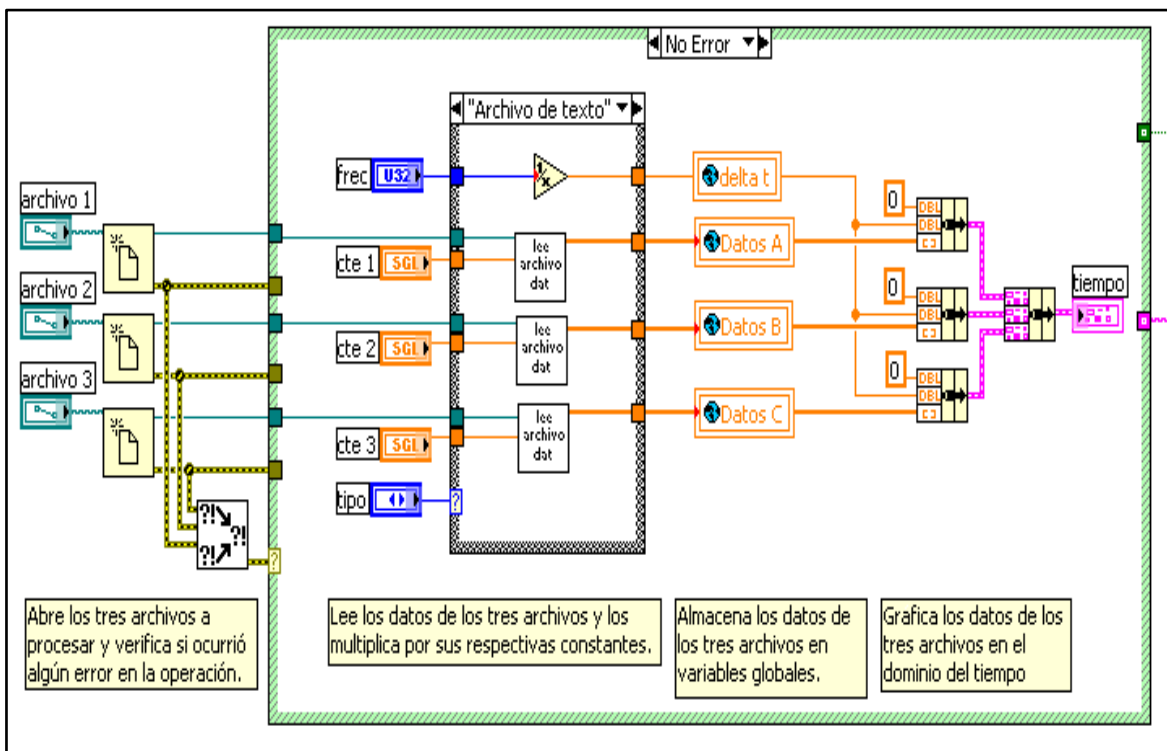 No Error
"Archivo de texto"
frec
U32
1/x
delta t
archivo 1
0
DBL
DBL
[ ]
lee
archivo
dat
Datos A
cte 1
SGL
archivo 2
0
DBL
DBL
[ ]
tiempo
lee
archivo
dat
Datos B
cte 2
SGL
archivo 3
0
DBL
DBL
[ ]
lee
archivo
dat
Datos C
cte 3
SGL
tipo
?
?!
?!
?!
?
Abre los tres archivos a
procesar y verifica si ocurrió
algún error en la operación.
Lee los datos de los tres archivos y los
multiplica por sus respectivas constantes.
Almacena los datos de
los tres archivos en
variables globales.
Grafica los datos de los
tres archivos en el
dominio del tiempo